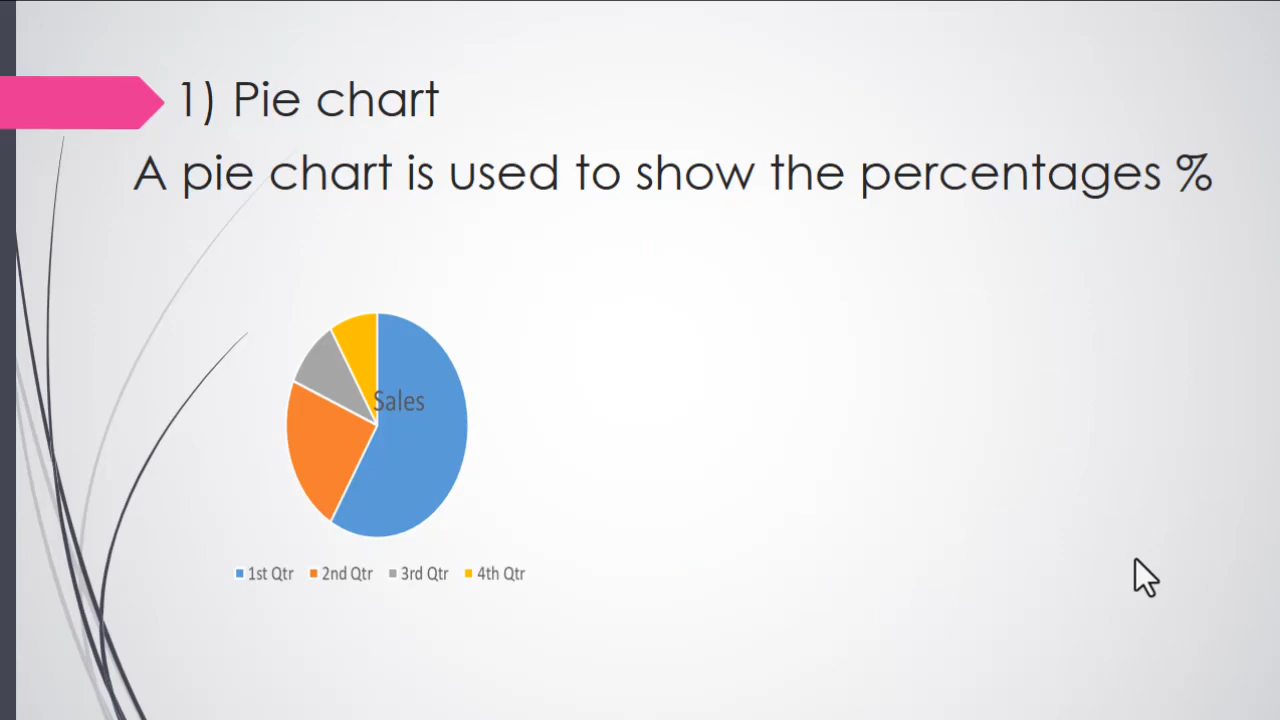 1) Pie chart
A pie chart is used to show the percentages %
Sales
1st Qtr 2nd Qtr 3rd Qtr 4th Qtr